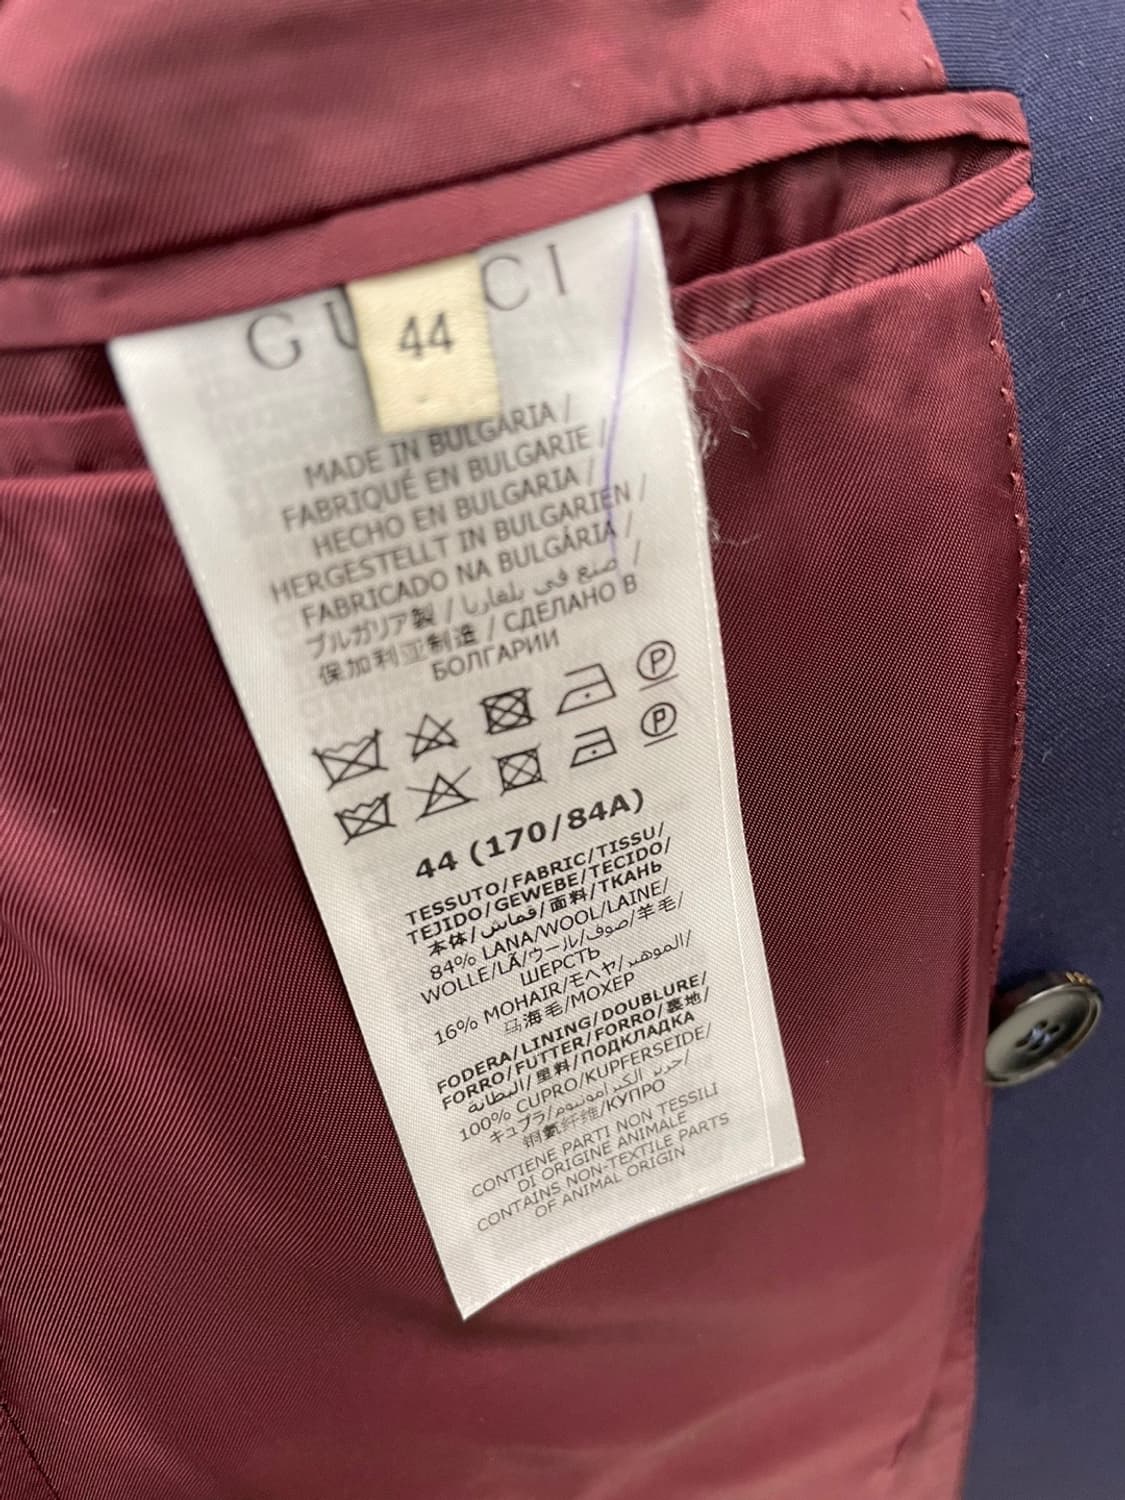 GUCCI
44
MADE IN BULGARIA /
FABRIQUÉ EN BULGARIE /
HECHO EN BULGARIA /
HERGESTELLT IN BULGARIEN /
FABRICADO NA BULGÁRIA /
صنع في بلغاريا /
ブルガリア製 / СДЕЛАНО В
保加利亚制造 / БОЛГАРИИ
P
P
44 (170/84A)
TESSUTO/FABRIC/TISSU/
TEJIDO/GEWEBE/TECIDO/
本体/قماش/面料/ТКАНЬ
84% LANA/WOOL/LAINE/
WOLLE/LÃ/ウール/صوف/羊毛/
ШЕРСТЬ
16% MOHAIR/モヘヤ/الموهير/
马海毛/МОХЕР
FODERA/LINING/DOUBLURE/
FORRO/FUTTER/FORRO/裏地/
البطانة/里料/ПОДКЛАДКА
100% CUPRO/KUPFERSEIDE/
キュプラ/حرير الكبرامونيوم/
铜氨纤维/КУПРО
CONTIENE PARTI NON TESSILI
DI ORIGINE ANIMALE
CONTAINS NON-TEXTILE PARTS
OF ANIMAL ORIGIN